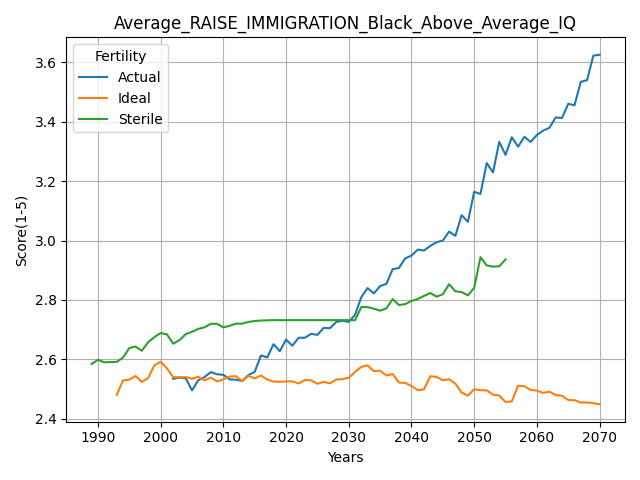 Average_RAISE_IMMIGRATION_Black_Above_Average_IQ
Fertility
Actual
Ideal
Sterile
Score(1-5)
3.6
3.4
3.2
3.0
2.8
2.6
2.4
1990 2000 2010 2020 2030 2040 2050 2060 2070
Years